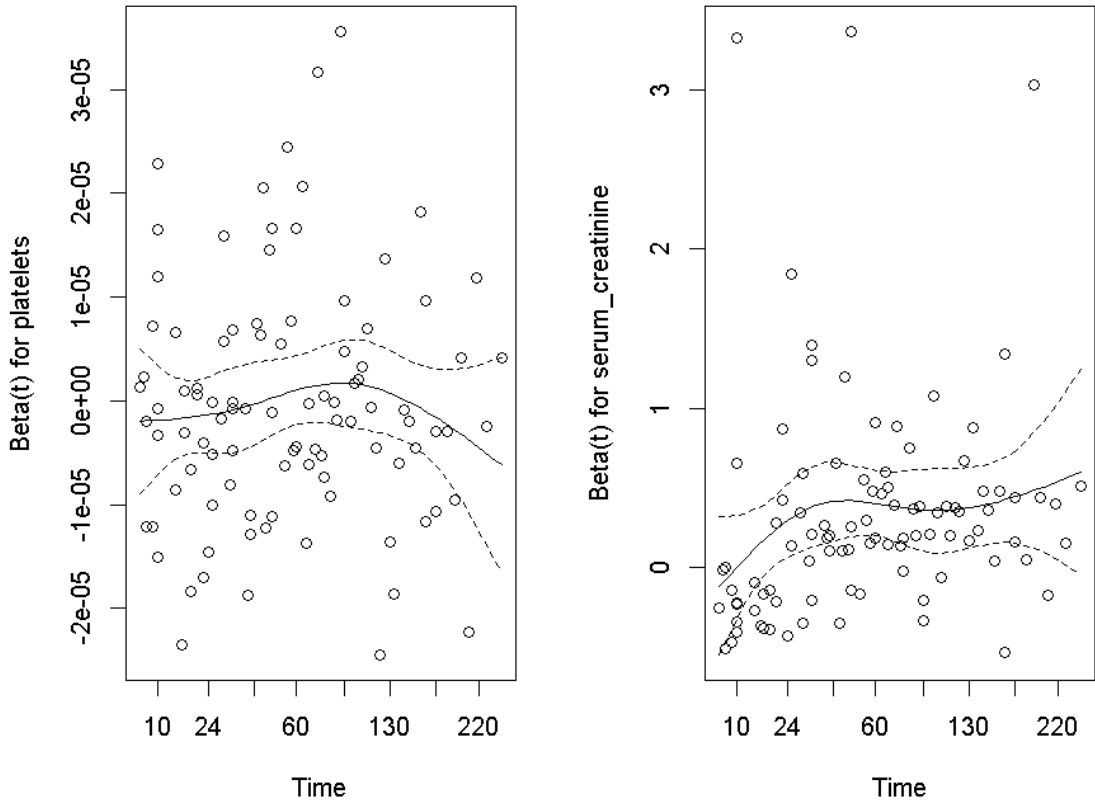 Beta(t) for platelets
3e-05
2e-05
1e-05
0e+00
-1e-05
-2e-05
10 24 60 130 220
Time
Beta(t) for serum_creatinine
3
2
1
0
10 24 60 130 220
Time